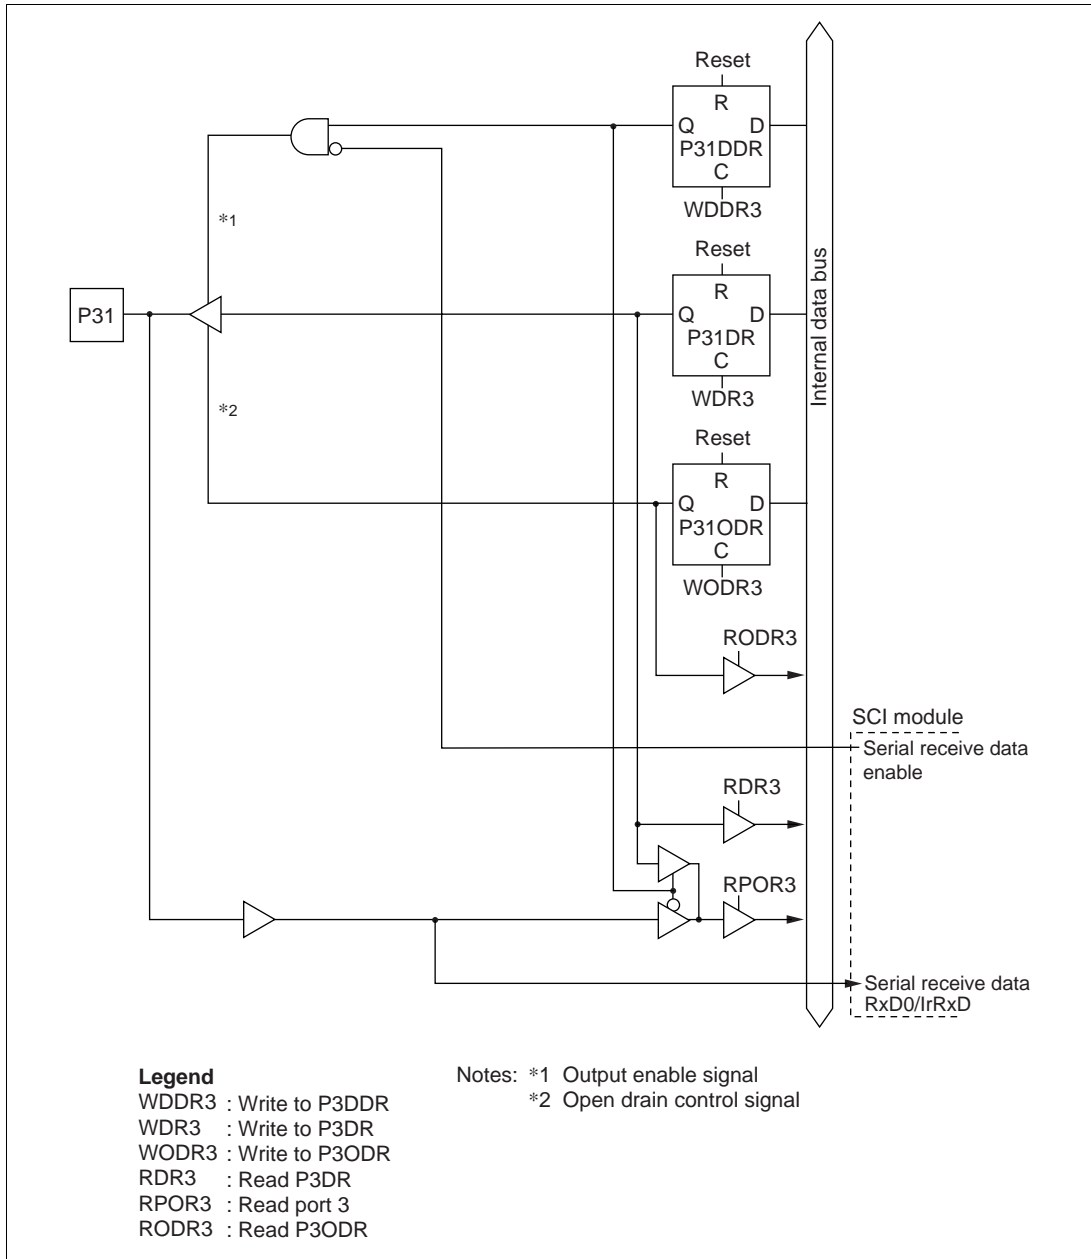 Reset
R
Q D
P31DDR
C
WDDR3
*1
Reset
R
P31
Q D
P31DR
C
WDR3
Internal data bus
*2
Reset
R
Q D
P31ODR
C
WODR3
RODR3
SCI module
Serial receive data
enable
RDR3
RPOR3
Serial receive data
RxD0/IrRxD
Legend
WDDR3 : Write to P3DDR
WDR3 : Write to P3DR
WODR3 : Write to P3ODR
RDR3 : Read P3DR
RPOR3 : Read port 3
RODR3 : Read P3ODR
Notes: *1 Output enable signal
*2 Open drain control signal